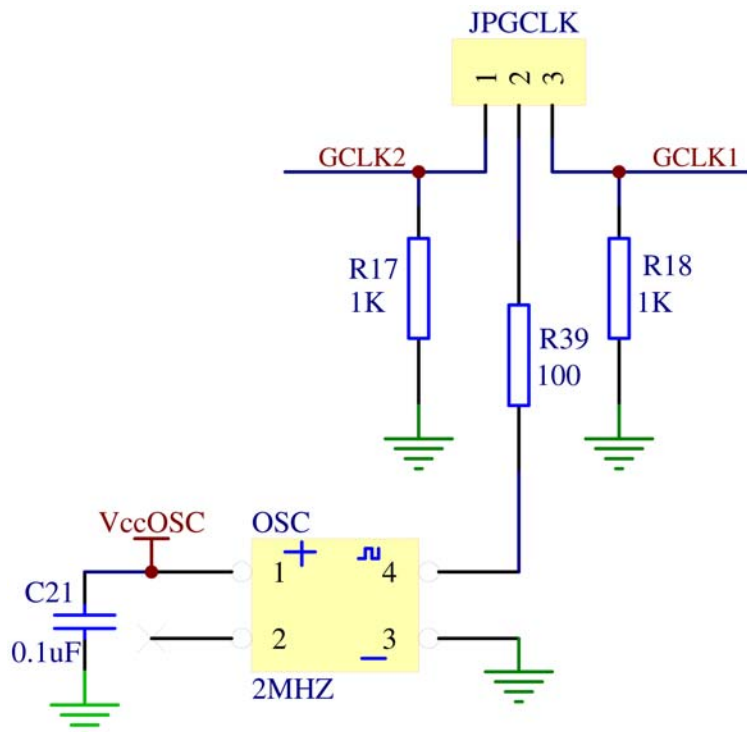 JPGCLK
1 2 3
GCLK2 GCLK1
R17 R18
1K 1K
R39
100
VccOSC OSC
C21 1 4
0.1uF 2 3
2MHZ